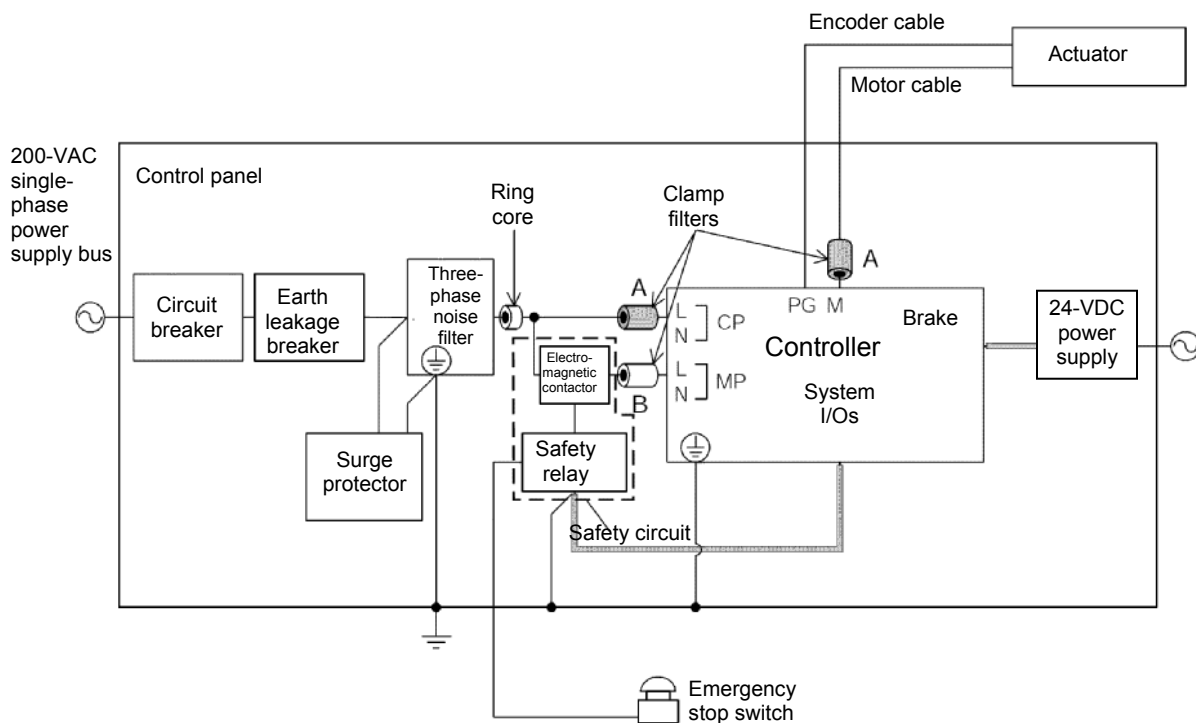 Encoder cable
Actuator
Motor cable
200-VAC
single-
phase
power
supply bus
Control panel
Ring
core
Clamp
filters
A
Circuit
breaker
Earth
leakage
breaker
Three-
phase
noise
filter
A
L
N
CP
PG M
Brake
Controller
24-VDC
power
supply
Electro-
magnetic
contactor
B
L
N
MP
System
I/Os
Surge
protector
Safety
relay
Safety circuit
Emergency
stop switch